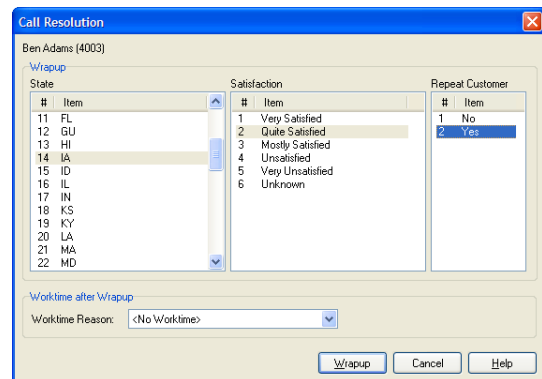 Call Resolution
Ben Adams (4003)
Wrapup
State
# Item
11 FL
12 GU
13 HI
14 IA
15 ID
16 IL
17 IN
18 KS
19 KY
20 LA
21 MA
22 MD
Satisfaction
# Item
1 Very Satisfied
2 Quite Satisfied
3 Mostly Satisfied
4 Unsatisfied
5 Very Unsatisfied
6 Unknown
Repeat Customer
# Item
1 No
2 Yes
Worktime after Wrapup
Worktime Reason: <No Worktime>
Wrapup Cancel Help